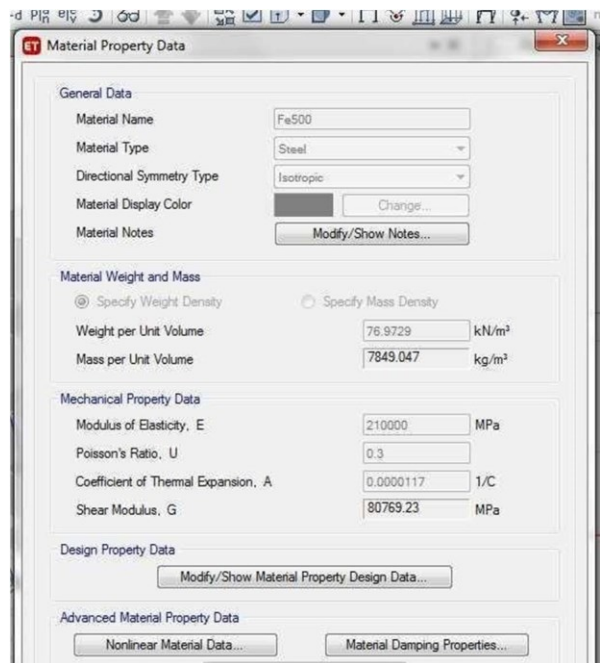 ET Material Property Data
General Data
Material Name Fe500
Material Type Steel
Directional Symmetry Type Isotropic
Material Display Color Change...
Material Notes Modify/Show Notes...
Material Weight and Mass
Specify Weight Density Specify Mass Density
Weight per Unit Volume 76.9729 kN/m³
Mass per Unit Volume 7849.047 kg/m³
Mechanical Property Data
Modulus of Elasticity, E 210000 MPa
Poisson's Ratio, U 0.3
Coefficient of Thermal Expansion, A 0.0000117 1/C
Shear Modulus, G 80769.23 MPa
Design Property Data
Modify/Show Material Property Design Data...
Advanced Material Property Data
Nonlinear Material Data... Material Damping Properties...